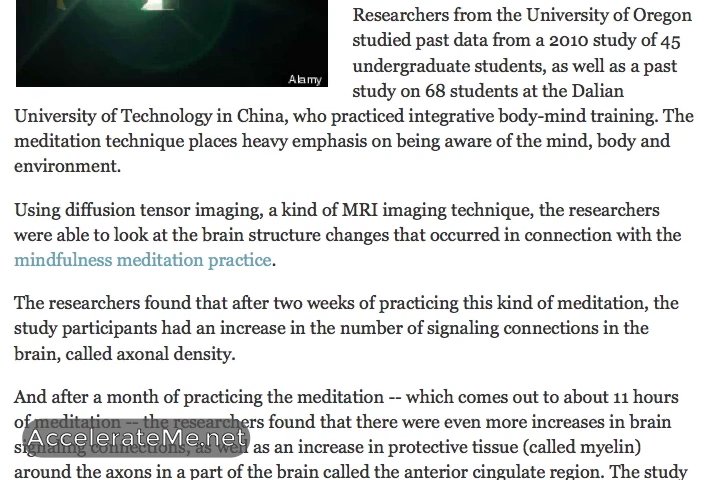 Researchers from the University of Oregon
studied past data from a 2010 study of 45
undergraduate students, as well as a past
Alamy
study on 68 students at the Dalian
University of Technology in China, who practiced integrative body-mind training. The
meditation technique places heavy emphasis on being aware of the mind, body and
environment.
Using diffusion tensor imaging, a kind of MRI imaging technique, the researchers
were able to look at the brain structure changes that occurred in connection with the
mindfulness meditation practice.
The researchers found that after two weeks of practicing this kind of meditation, the
study participants had an increase in the number of signaling connections in the
brain, called axonal density.
And after a month of practicing the meditation -- which comes out to about 11 hours
of meditation -- the researchers found that there were even more increases in brain
AccelerateMe.net
signaling connections, as well as an increase in protective tissue (called myelin)
around the axons in a part of the brain called the anterior cingulate region. The study